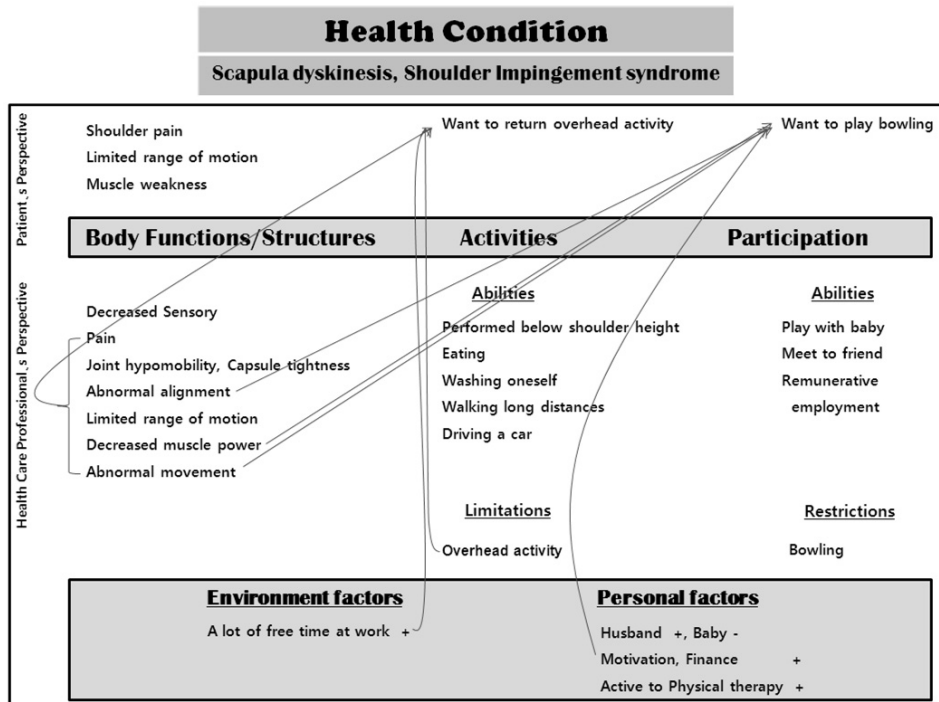 Health Condition
Scapula dyskinesis, Shoulder Impingement syndrome
Patient,s Perspective
Shoulder pain
Limited range of motion
Muscle weakness
Want to return overhead activity
Want to play bowling
Body Functions/Structures
Activities
Participation
Health Care Professional,s Perspective
Decreased Sensory
Pain
Joint hypomobility, Capsule tightness
Abnormal alignment
Limited range of motion
Decreased muscle power
Abnormal movement
Abilities
Performed below shoulder height
Eating
Washing oneself
Walking long distances
Driving a car
Limitations
Overhead activity
Abilities
Play with baby
Meet to friend
Remunerative
employment
Restrictions
Bowling
Environment factors
A lot of free time at work +
Personal factors
Husband +, Baby -
Motivation, Finance +
Active to Physical therapy +